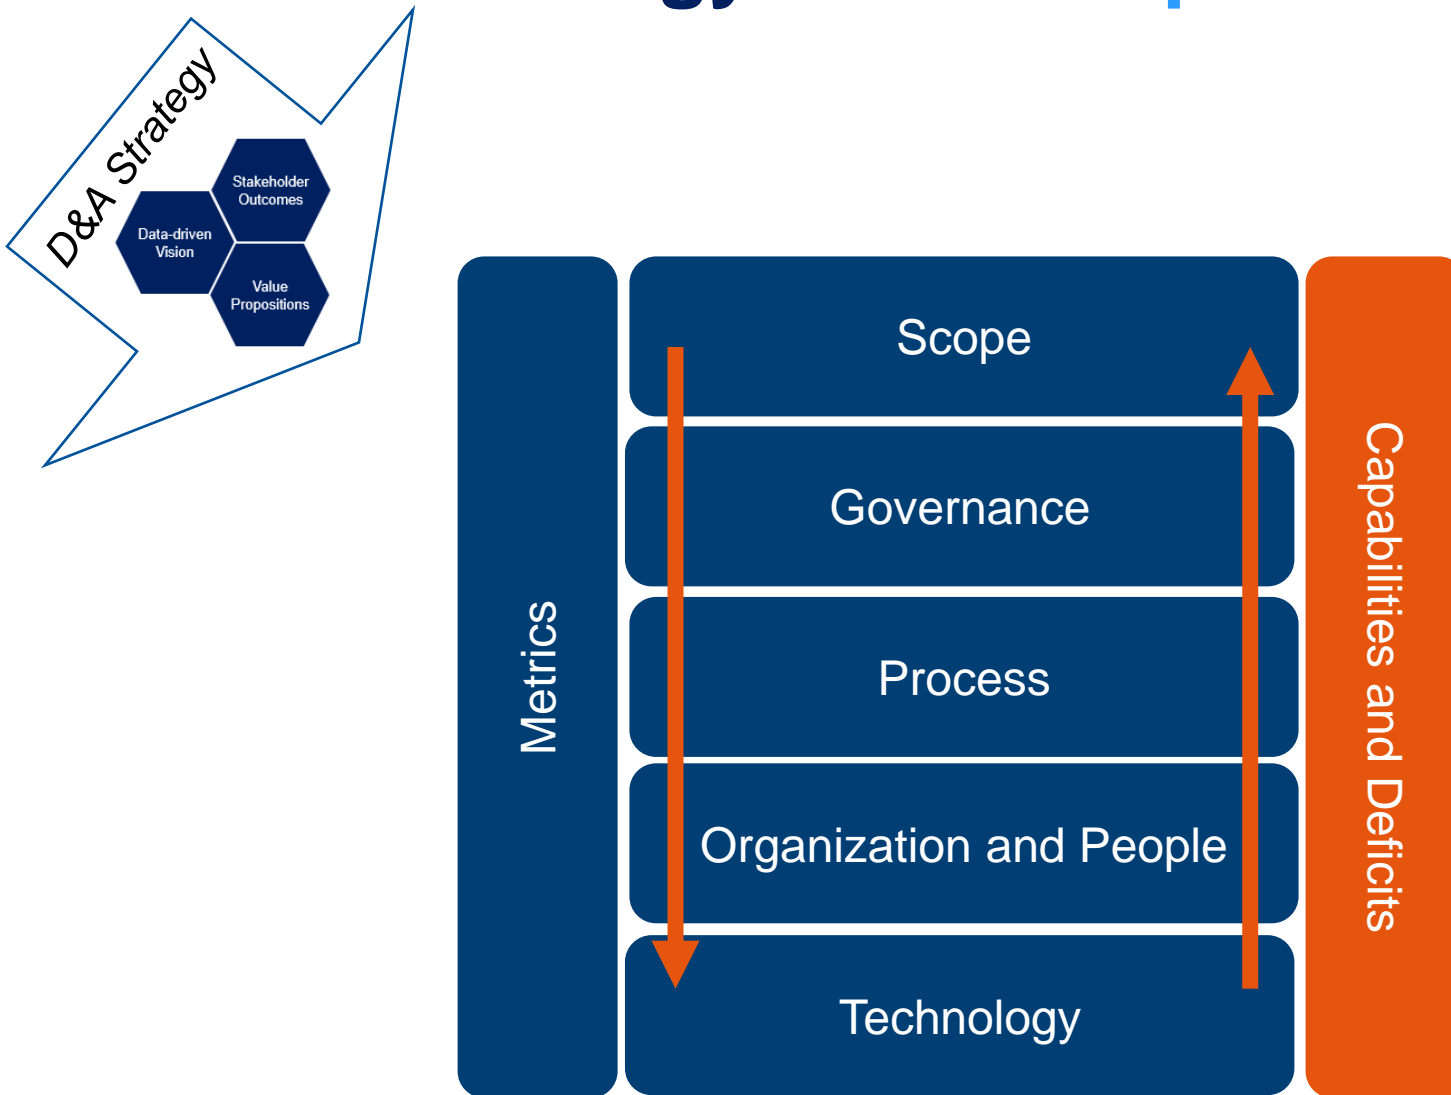 D&A Strategy
Stakeholder
Outcomes
Data-driven
Vision
Value
Propositions
Scope
Governance
Process
Organization and People
Technology
Metrics
Capabilities and Deficits